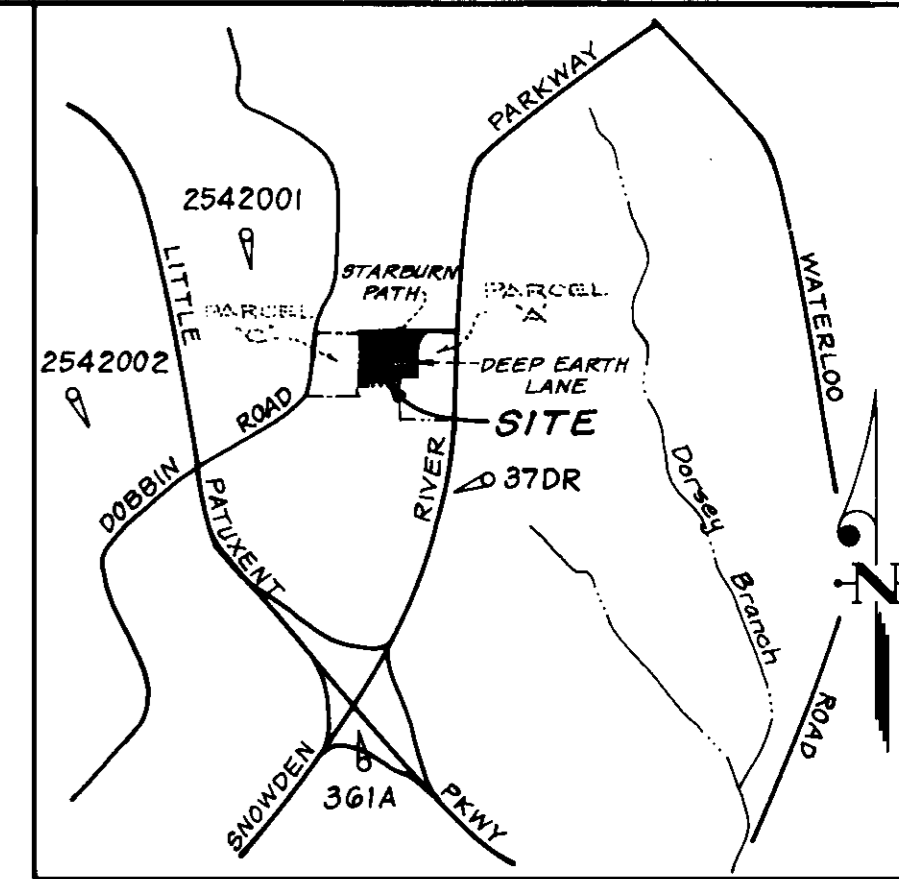 PARKWAY
2542001
LITTLE
STARBURN
PATH
PARCEL
'C'
PARCEL
'A'
WATERLOO
2542002
DEEP EARTH
LANE
ROAD
SITE
DOBBIN
RIVER
37DR
Dorsey
PATUXENT
N
Branch
ROAD
SNOWDEN
361A
PKWY